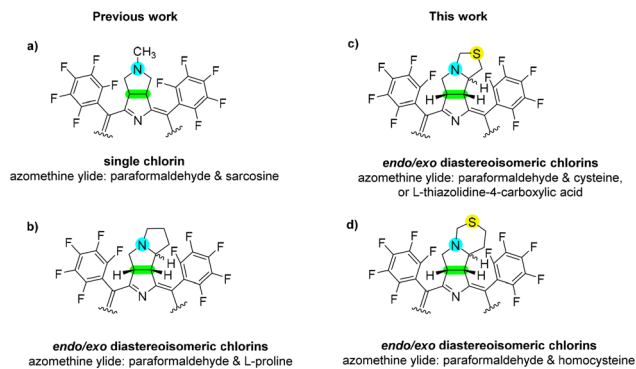 Previous work
This work
a)
CH3
N
F F F F F F F F F F
N
single chlorin
azomethine ylide: paraformaldehyde & sarcosine
c)
S
N
F F F F F F F F F F
H H H
N
endo/exo diastereoisomeric chlorins
azomethine ylide: paraformaldehyde & cysteine,
or L-thiazolidine-4-carboxylic acid
b)
N
F F F F F F F F F F
H H H
N
endo/exo diastereoisomeric chlorins
azomethine ylide: paraformaldehyde & L-proline
d)
S
N
F F F F F F F F F F
H H H
N
endo/exo diastereoisomeric chlorins
azomethine ylide: paraformaldehyde & homocysteine